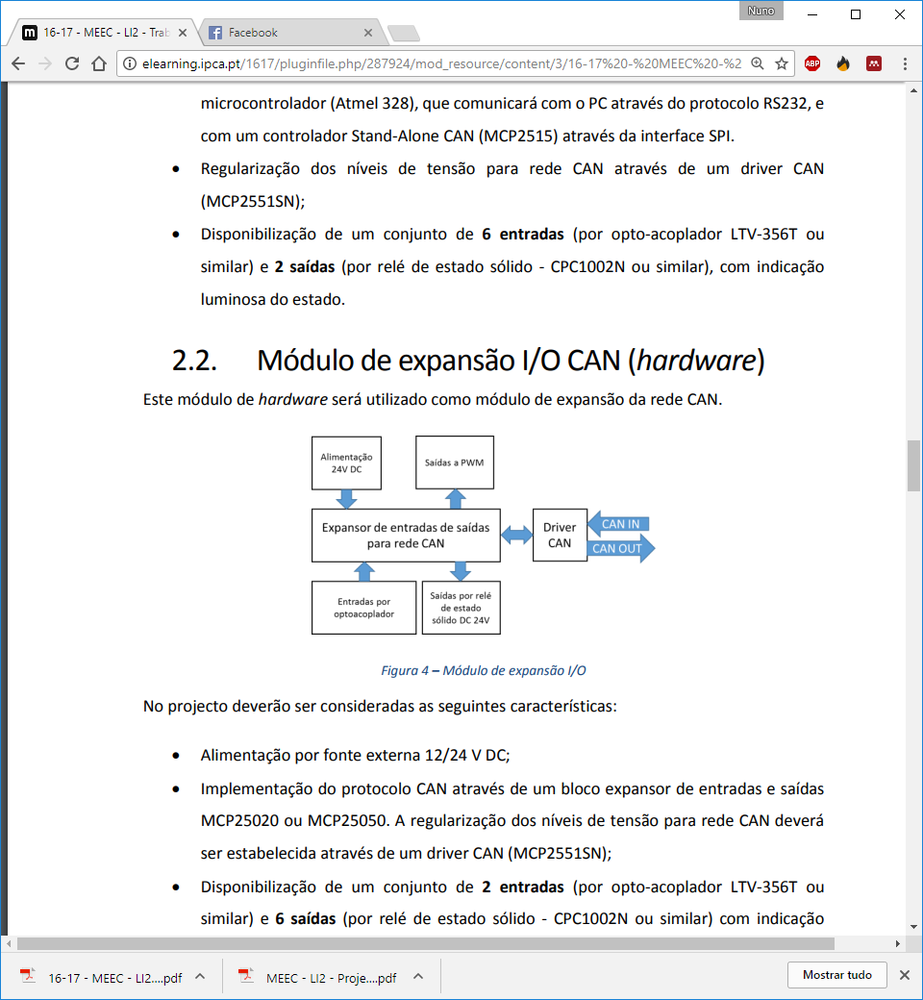 Nuno
16-17 - MEEC - LI2 - Trab
Facebook
elearning.ipca.pt/1617/pluginfile.php/287924/mod_resource/content/3/16-17%20-%20MEEC%20-%2
ABP
microcontrolador (Atmel 328), que comunicará com o PC através do protocolo RS232, e
com um controlador Stand-Alone CAN (MCP2515) através da interface SPI.
• Regularização dos níveis de tensão para rede CAN através de um driver CAN
(MCP2551SN);
• Disponibilização de um conjunto de 6 entradas (por opto-acoplador LTV-356T ou
similar) e 2 saídas (por relé de estado sólido - CPC1002N ou similar), com indicação
luminosa do estado.
2.2. Módulo de expansão I/O CAN (hardware)
Este módulo de hardware será utilizado como módulo de expansão da rede CAN.
Alimentação
24V DC
Saídas a PWM
Expansor de entradas de saídas
para rede CAN
Driver
CAN
CAN IN
CAN OUT
Entradas por
optoacoplador
Saídas por relé
de estado
sólido DC 24V
Figura 4 – Módulo de expansão I/O
No projecto deverão ser consideradas as seguintes características:
• Alimentação por fonte externa 12/24 V DC;
• Implementação do protocolo CAN através de um bloco expansor de entradas e saídas
MCP25020 ou MCP25050. A regularização dos níveis de tensão para rede CAN deverá
ser estabelecida através de um driver CAN (MCP2551SN);
• Disponibilização de um conjunto de 2 entradas (por opto-acoplador LTV-356T ou
similar) e 6 saídas (por relé de estado sólido - CPC1002N ou similar) com indicação
16-17 - MEEC - LI2....pdf
MEEC - LI2 - Proje....pdf
Mostrar tudo